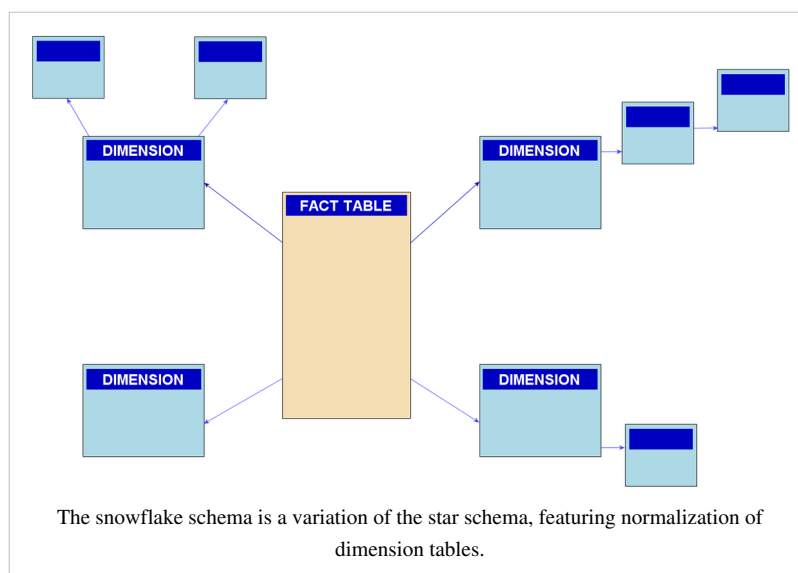 DIMENSION
DIMENSION
FACT TABLE
DIMENSION
DIMENSION
The snowflake schema is a variation of the star schema, featuring normalization of
dimension tables.